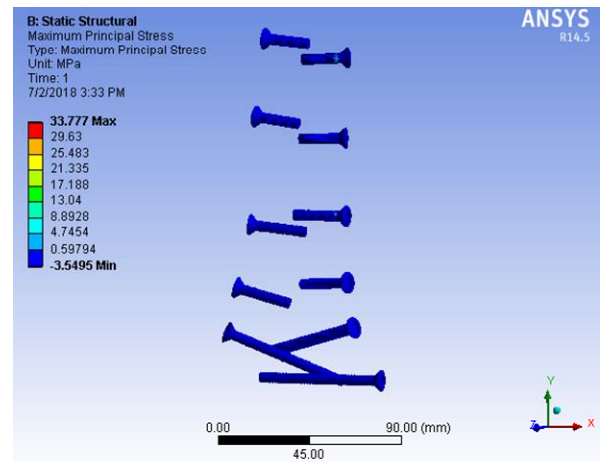 B: Static Structural
Maximum Principal Stress
Type: Maximum Principal Stress
Unit: MPa
Time: 1
7/2/2018 3:33 PM
33.777 Max
29.63
25.483
21.335
17.188
13.04
8.8928
4.7454
0.59794
-3.5495 Min
ANSYS
R14.5
0.00
90.00 (mm)
45.00
Y
Z
X